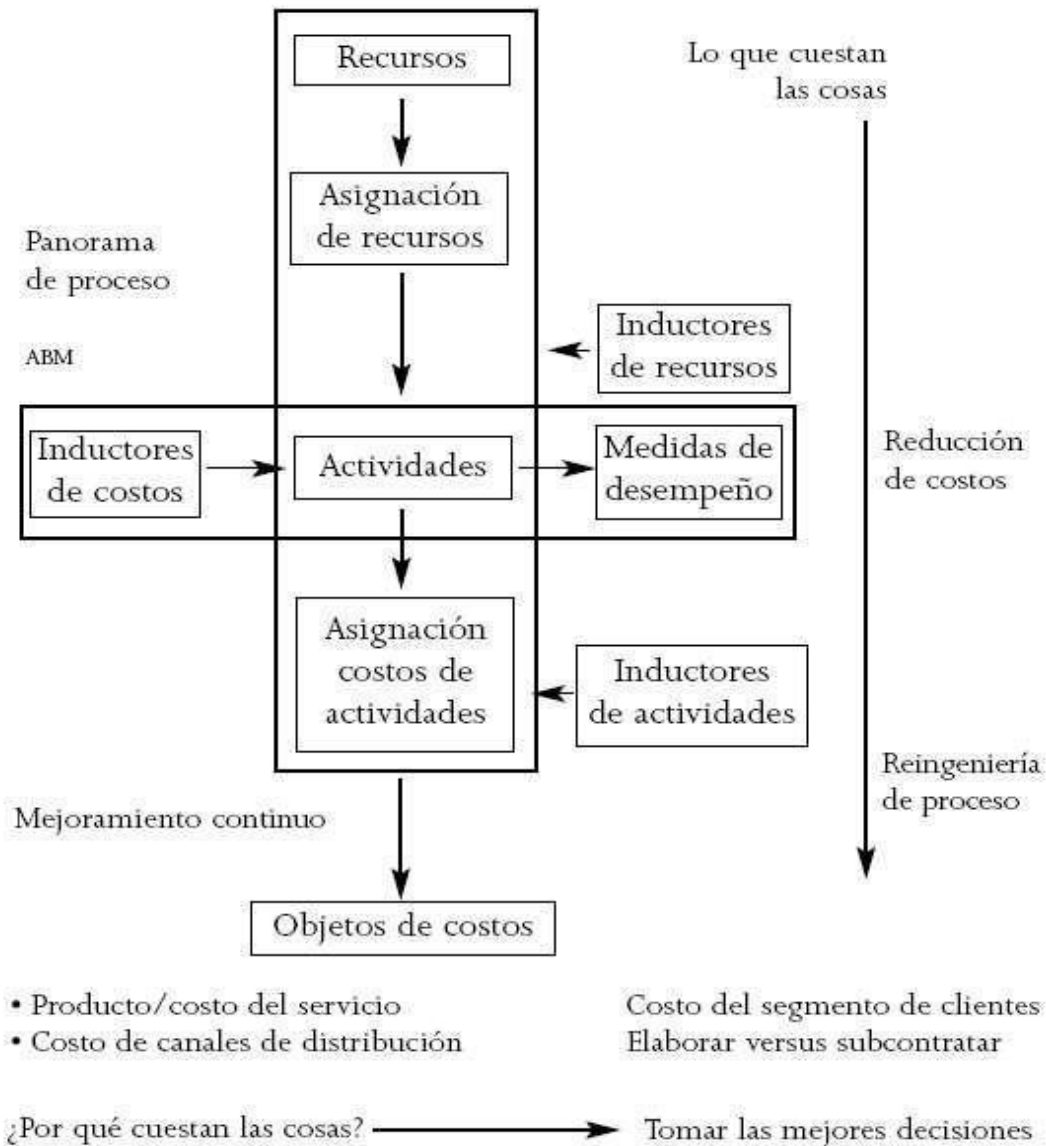 Recursos
Lo que cuestan
las cosas
Asignación
de recursos
Panorama
de proceso
Inductores
de recursos
ABM
Inductores
de costos
Actividades
Medidas de
desempeño
Reducción
de costos
Asignación
costos de
actividades
Inductores
de actividades
Reingeniería
de proceso
Mejoramiento continuo
Objetos de costos
• Producto/costo del servicio
Costo del segmento de clientes
• Costo de canales de distribución
Elaborar versus subcontratar
¿Por qué cuestan las cosas?
Tomar las mejores decisiones